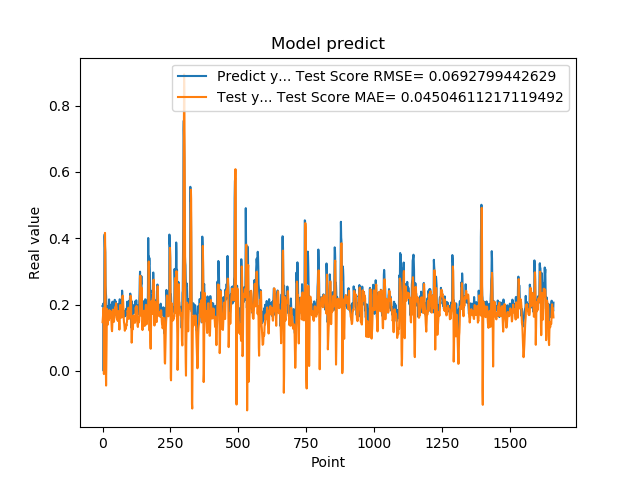 Model predict
Predict y... Test Score RMSE= 0.0692799442629
Test y... Test Score MAE= 0.04504611217119492
Real value
0.8
0.6
0.4
0.2
0.0
0 250 500 750 1000 1250 1500
Point